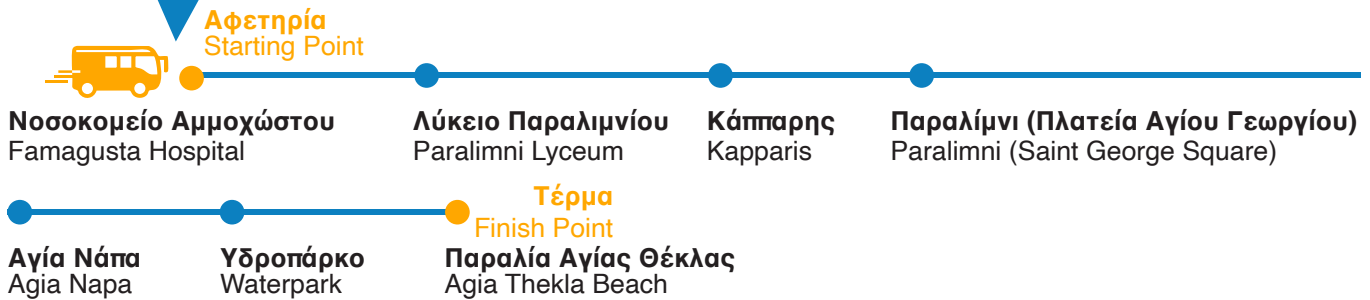 Αφετηρία
Starting Point
Νοσοκομείο Αμμοχώστου
Famagusta Hospital
Λύκειο Παραλιμνίου
Paralimni Lyceum
Κάππαρης
Kapparis
Παραλίμνι (Πλατεία Αγίου Γεωργίου)
Paralimni (Saint George Square)
Τέρμα
Finish Point
Αγία Νάπα
Agia Napa
Υδροπάρκο
Waterpark
Παραλία Αγίας Θέκλας
Agia Thekla Beach